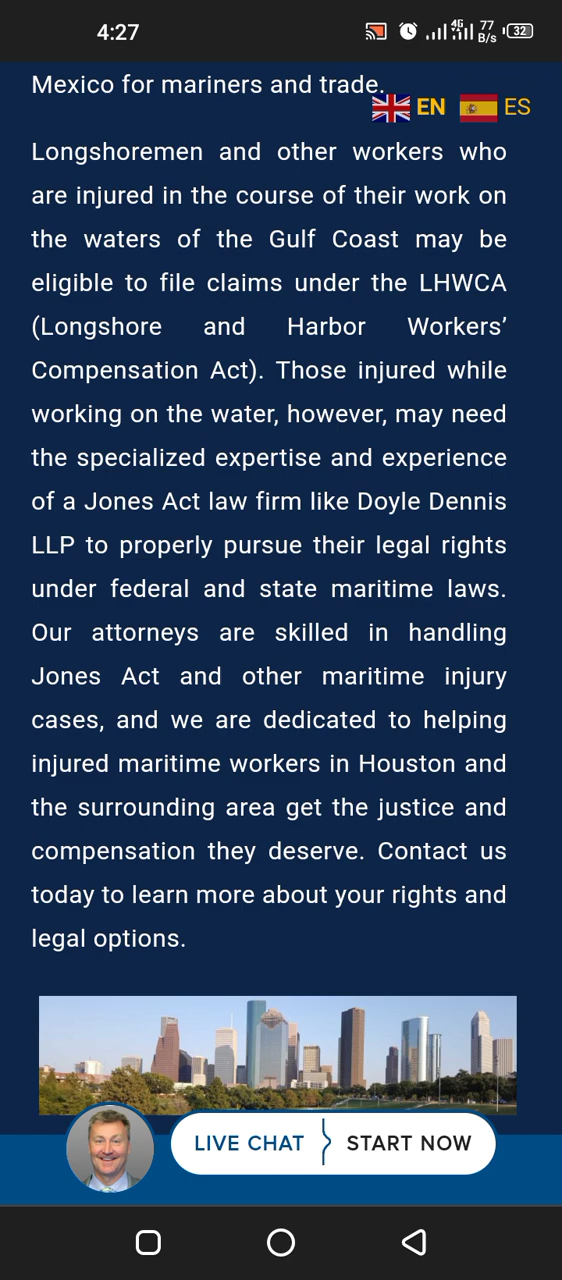 4:27
4G
77
B/s
32
Mexico for mariners and trade.
EN ES
Longshoremen and other workers who
are injured in the course of their work on
the waters of the Gulf Coast may be
eligible to file claims under the LHWCA
(Longshore and Harbor Workers’
Compensation Act). Those injured while
working on the water, however, may need
the specialized expertise and experience
of a Jones Act law firm like Doyle Dennis
LLP to properly pursue their legal rights
under federal and state maritime laws.
Our attorneys are skilled in handling
Jones Act and other maritime injury
cases, and we are dedicated to helping
injured maritime workers in Houston and
the surrounding area get the justice and
compensation they deserve. Contact us
today to learn more about your rights and
legal options.
LIVE CHAT START NOW